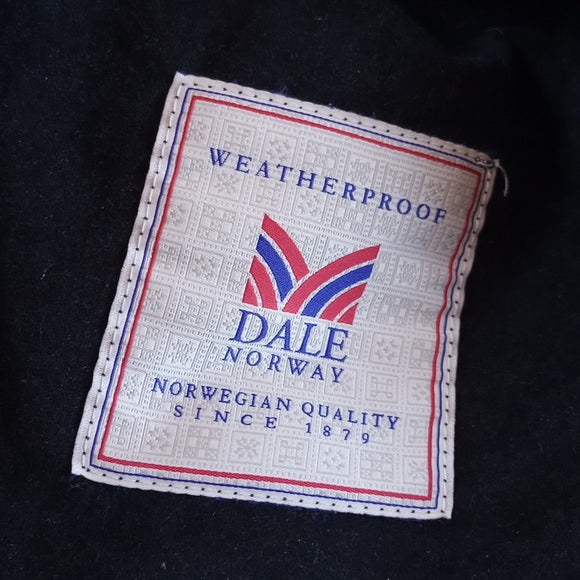 WEATHERPROOF
DALE
NORWAY
NORWEGIAN QUALITY
SINCE 1879